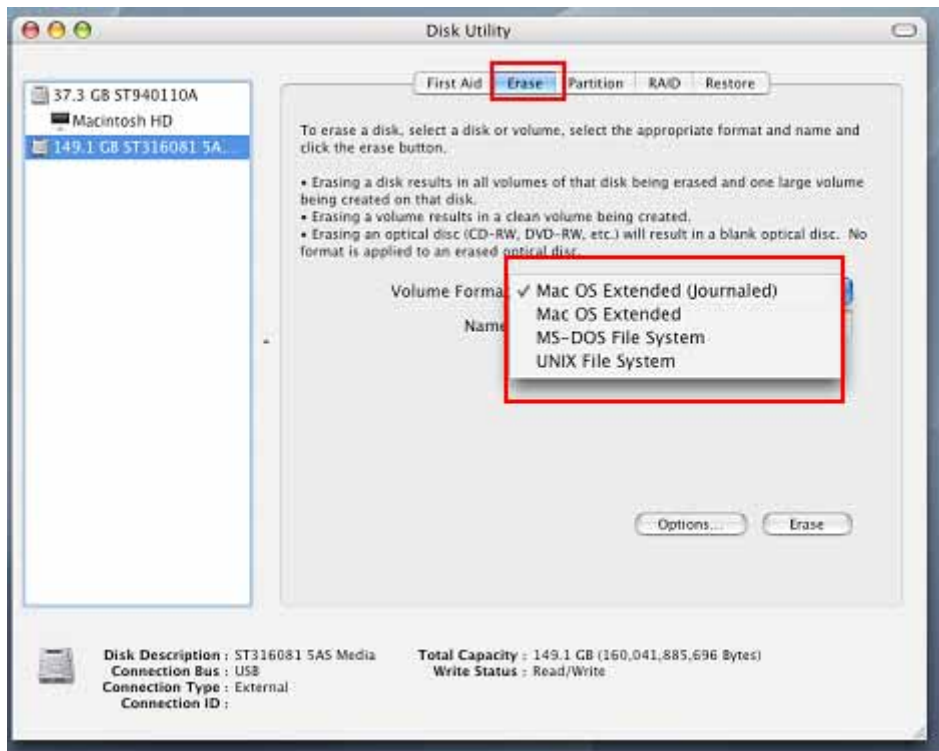 Disk Utility
37.3 GB ST940110A
Macintosh HD
149.1 GB ST316081 5A...
First Aid Erase Partition RAID Restore
To erase a disk, select a disk or volume, select the appropriate format and name and
click the erase button.
• Erasing a disk results in all volumes of that disk being erased and one large volume
being created on that disk.
• Erasing a volume results in a clean volume being created.
• Erasing an optical disc (CD-RW, DVD-RW, etc.) will result in a blank optical disc. No
format is applied to an erased optical disc.
Volume Format ✓ Mac OS Extended (Journaled)
Mac OS Extended
Name
MS-DOS File System
UNIX File System
Options... Erase
Disk Description : ST316081 5AS Media Total Capacity : 149.1 GB (160,041,885,696 Bytes)
Connection Bus : USB Write Status : Read/Write
Connection Type : External
Connection ID :